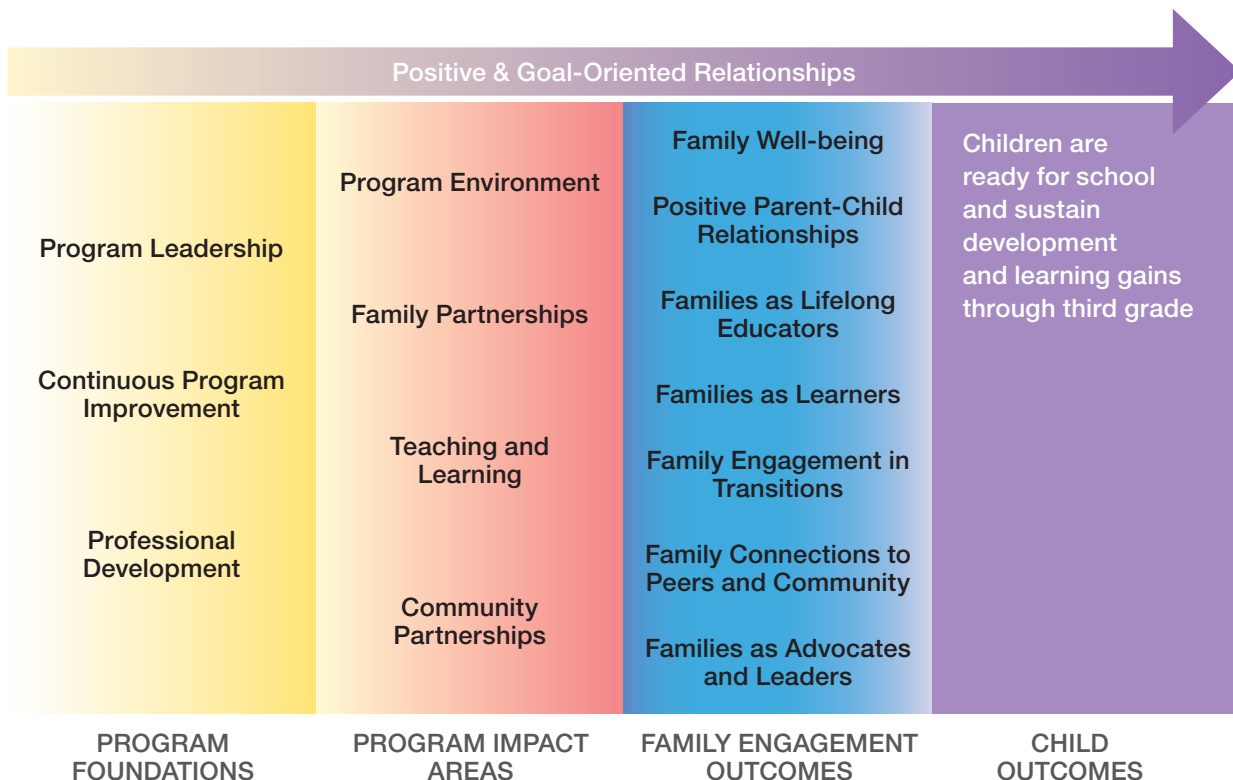 Positive & Goal-Oriented Relationships
Program Leadership
Continuous Program
Improvement
Professional
Development
PROGRAM
FOUNDATIONS
Program Environment
Family Partnerships
Teaching and
Learning
Community
Partnerships
PROGRAM IMPACT
AREAS
Family Well-being
Positive Parent-Child
Relationships
Families as Lifelong
Educators
Families as Learners
Family Engagement in
Transitions
Family Connections to
Peers and Community
Families as Advocates
and Leaders
FAMILY ENGAGEMENT
OUTCOMES
Children are
ready for school
and sustain
development
and learning gains
through third grade
CHILD
OUTCOMES